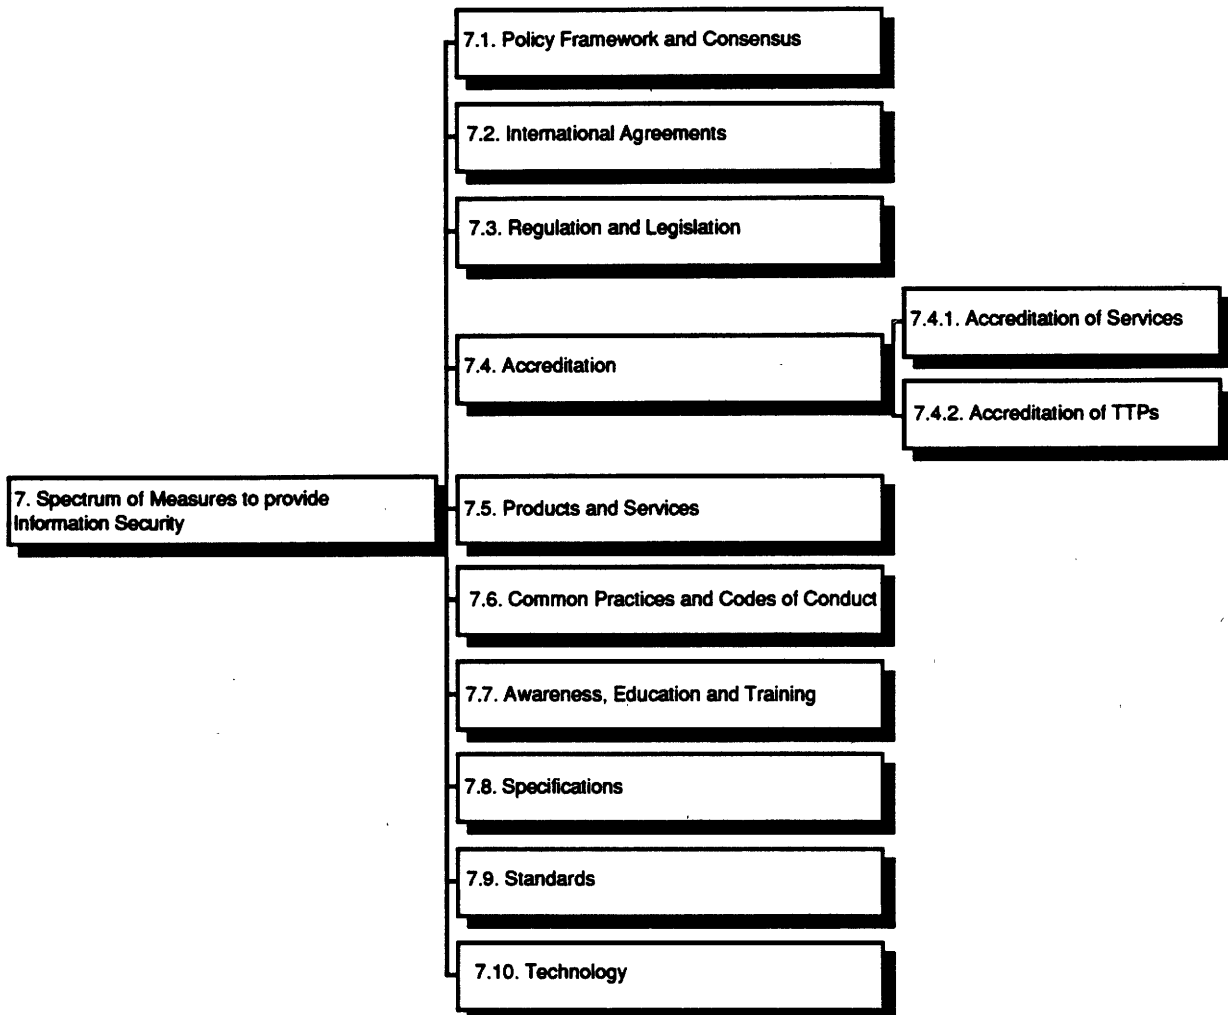 7. Spectrum of Measures to provide
Information Security
7.1. Policy Framework and Consensus
7.2. International Agreements
7.3. Regulation and Legislation
7.4. Accreditation
7.4.1. Accreditation of Services
7.4.2. Accreditation of TTPs
7.5. Products and Services
7.6. Common Practices and Codes of Conduct
7.7. Awareness, Education and Training
7.8. Specifications
7.9. Standards
7.10. Technology